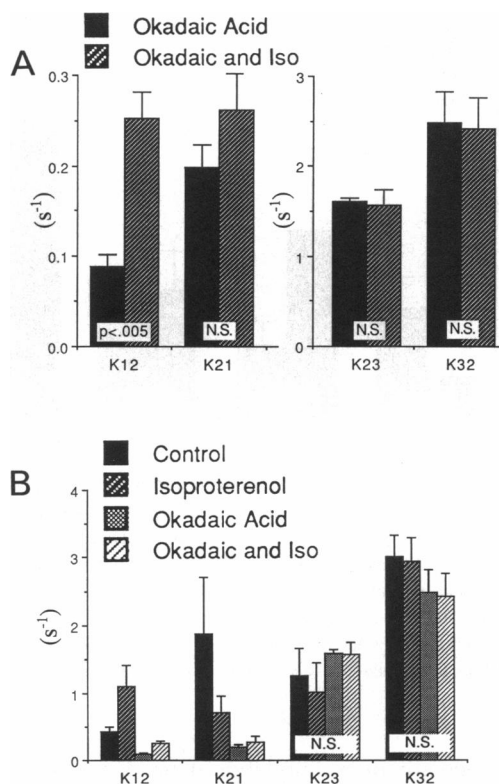 A
Okadaic Acid
Okadaic and Iso
0.3
0.2
0.1
0.0
(s⁻¹)
p<.005
N.S.
K12
K21
3
2
1
0
(s⁻¹)
N.S.
N.S.
K23
K32
B
Control
Isoproterenol
Okadaic Acid
Okadaic and Iso
4
3
2
1
0
(s⁻¹)
N.S.
N.S.
K12
K21
K23
K32